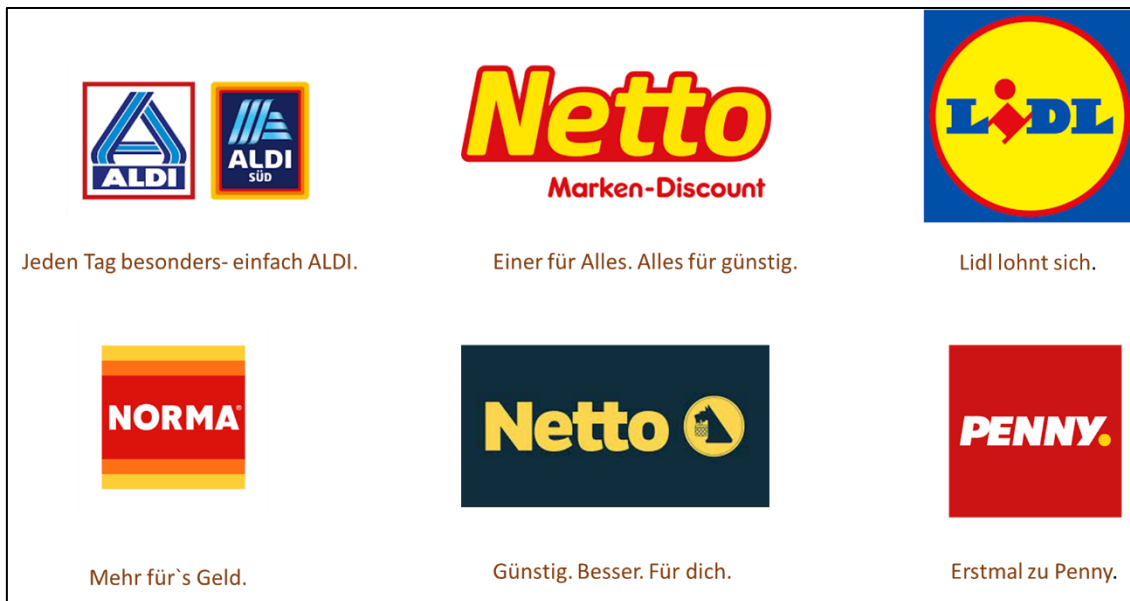 ALDI
ALDI
SÜD
Netto
Marken-Discount
LiDL
Jeden Tag besonders- einfach ALDI.
Einer für Alles. Alles für günstig.
Lidl lohnt sich.
NORMA®
Netto
PENNY.
Mehr für`s Geld.
Günstig. Besser. Für dich.
Erstmal zu Penny.